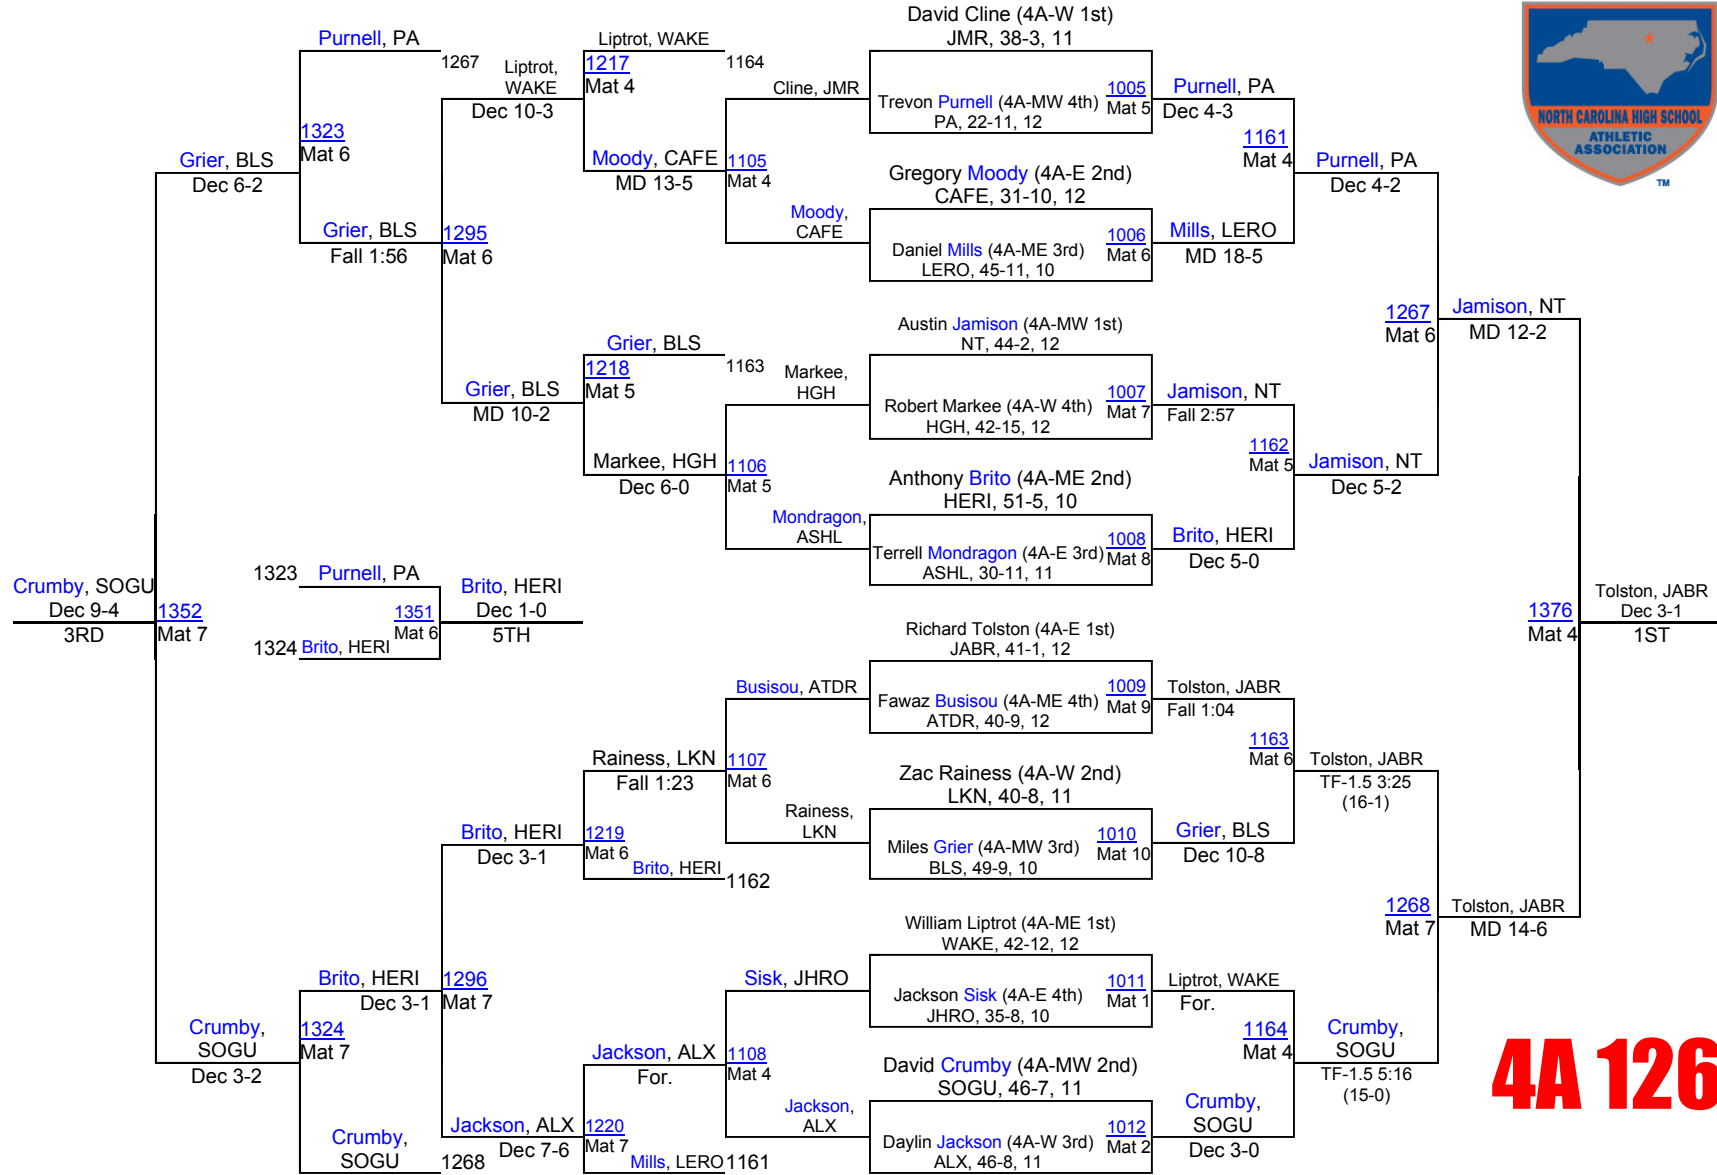 David Cline (4A-W 1st)
JMR, 38-3, 11
Trevon Purnell (4A-MW 4th)
PA, 22-11, 12
1005
Mat 5
Purnell, PA
Dec 4-3
Gregory Moody (4A-E 2nd)
CAFE, 31-10, 12
Daniel Mills (4A-ME 3rd)
LERO, 45-11, 10
1006
Mat 6
Mills, LERO
MD 18-5
1161
Mat 4
Purnell, PA
Dec 4-2
Austin Jamison (4A-MW 1st)
NT, 44-2, 12
Robert Markee (4A-W 4th)
HGH, 42-15, 12
1007
Mat 7
Jamison, NT
Fall 2:57
Anthony Brito (4A-ME 2nd)
HERI, 51-5, 10
Terrell Mondragon (4A-E 3rd)
ASHL, 30-11, 11
1008
Mat 8
Brito, HERI
Dec 5-0
1162
Mat 5
Jamison, NT
Dec 5-2
1267
Mat 6
Jamison, NT
MD 12-2
Richard Tolston (4A-E 1st)
JABR, 41-1, 12
Fawaz Busisou (4A-ME 4th)
ATDR, 40-9, 12
1009
Mat 9
Tolston, JABR
Fall 1:04
Zac Rainess (4A-W 2nd)
LKN, 40-8, 11
Miles Grier (4A-MW 3rd)
BLS, 49-9, 10
1010
Mat 10
Grier, BLS
Dec 10-8
1163
Mat 6
Tolston, JABR
TF-1.5 3:25
(16-1)
William Liptrot (4A-ME 1st)
WAKE, 42-12, 12
Jackson Sisk (4A-E 4th)
JHRO, 35-8, 10
1011
Mat 1
Liptrot, WAKE
For.
David Crumby (4A-MW 2nd)
SOGU, 46-7, 11
Daylin Jackson (4A-W 3rd)
ALX, 46-8, 11
1012
Mat 2
Crumby,
SOGU
Dec 3-0
1164
Mat 4
Crumby,
SOGU
TF-1.5 5:16
(15-0)
1268
Mat 7
Tolston, JABR
MD 14-6
1376
Mat 4
Tolston, JABR
Dec 3-1
1ST
Cline, JMR
Moody,
CAFE
1105
Mat 4
Moody, CAFE
MD 13-5
Liptrot, WAKE
1164
1217
Mat 4
Liptrot,
WAKE
Dec 10-3
Markee,
HGH
Mondragon,
ASHL
1106
Mat 5
Markee, HGH
Dec 6-0
Grier, BLS
1163
1218
Mat 5
Grier, BLS
MD 10-2
1295
Mat 6
Grier, BLS
Fall 1:56
Purnell, PA
1267
1323
Mat 6
Grier, BLS
Dec 6-2
Busisou, ATDR
Rainess,
LKN
1107
Mat 6
Rainess, LKN
Fall 1:23
Brito, HERI
1162
1219
Mat 6
Brito, HERI
Dec 3-1
Sisk, JHRO
Jackson,
ALX
1108
Mat 4
Jackson, ALX
For.
Mills, LERO
1161
1220
Mat 7
Jackson, ALX
Dec 7-6
1296
Mat 7
Brito, HERI
Dec 3-1
Crumby,
SOGU
1268
1324
Mat 7
Crumby,
SOGU
Dec 3-2
1352
Mat 7
Crumby, SOGU
Dec 9-4
3RD
1323
Purnell, PA
1324
Brito, HERI
1351
Mat 6
Brito, HERI
Dec 1-0
5TH
NORTH CAROLINA HIGH SCHOOL
ATHLETIC
ASSOCIATION
TM
4A 126